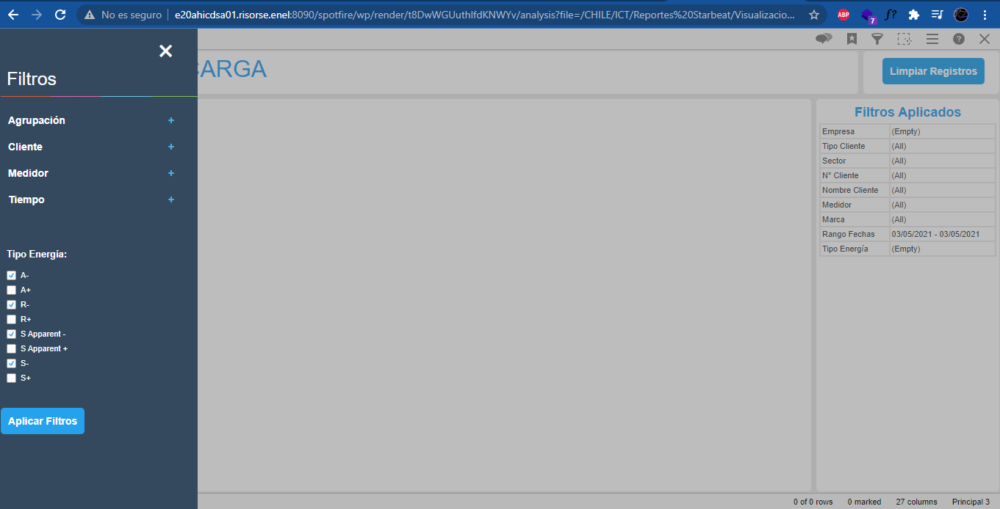 No es seguro
e20ahicdsa01.risorse.enel:8090/spotfire/wp/render/t8DwWGUuthlfdKNWYv/analysis?file=/CHILE/ICT/Reportes%20Starbeat/Visualizacio...
ABP
7
f?
Filtros
Agrupación +
Cliente +
Medidor +
Tiempo +
Tipo Energía:
A-
A+
R-
R+
S Apparent -
S Apparent +
S-
S+
Aplicar Filtros
CARGA
Limpiar Registros
Filtros Aplicados
Empresa (Empty)
Tipo Cliente (All)
Sector (All)
N° Cliente (All)
Nombre Cliente (All)
Medidor (All)
Marca (All)
Rango Fechas 03/05/2021 - 03/05/2021
Tipo Energía (Empty)
0 of 0 rows 0 marked 27 columns Principal 3